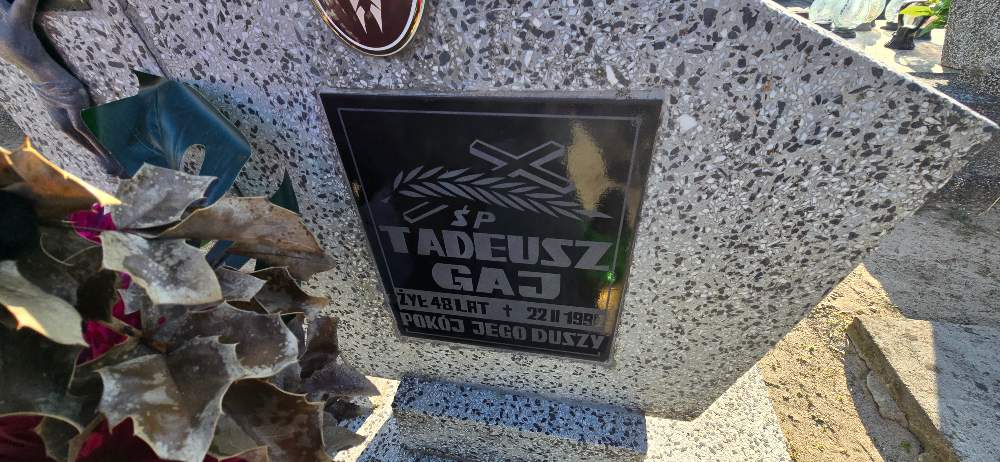 ŚP
TADEUSZ
GAJ
ŻYŁ 48 LAT † 22 II
POKÓJ JEGO DUSZY